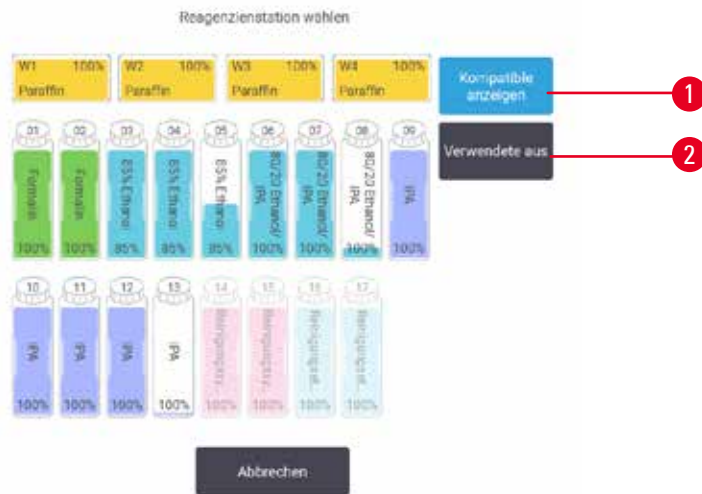 Reagenzienstation wählen
W1 100% W2 100% W3 100% W4 100%
Paraffin Paraffin Paraffin Paraffin
Kompatible
anzeigen
1
Verwendete aus
2
01 02 03 04 05 06 07 08 09
Formalin
Formalin
85% Ethanol
85% Ethanol
85% Ethanol
80/20 Ethanol/
IPA
80/20 Ethanol/
IPA
80/20 Ethanol/
IPA
IPA
100% 100% 85% 85% 85% 100% 100% 100% 100%
10 11 12 13 14 15 16 17
IPA
IPA
IPA
IPA
100% 100% 100% 100% 100% 100% 100% 100%
Abbrechen